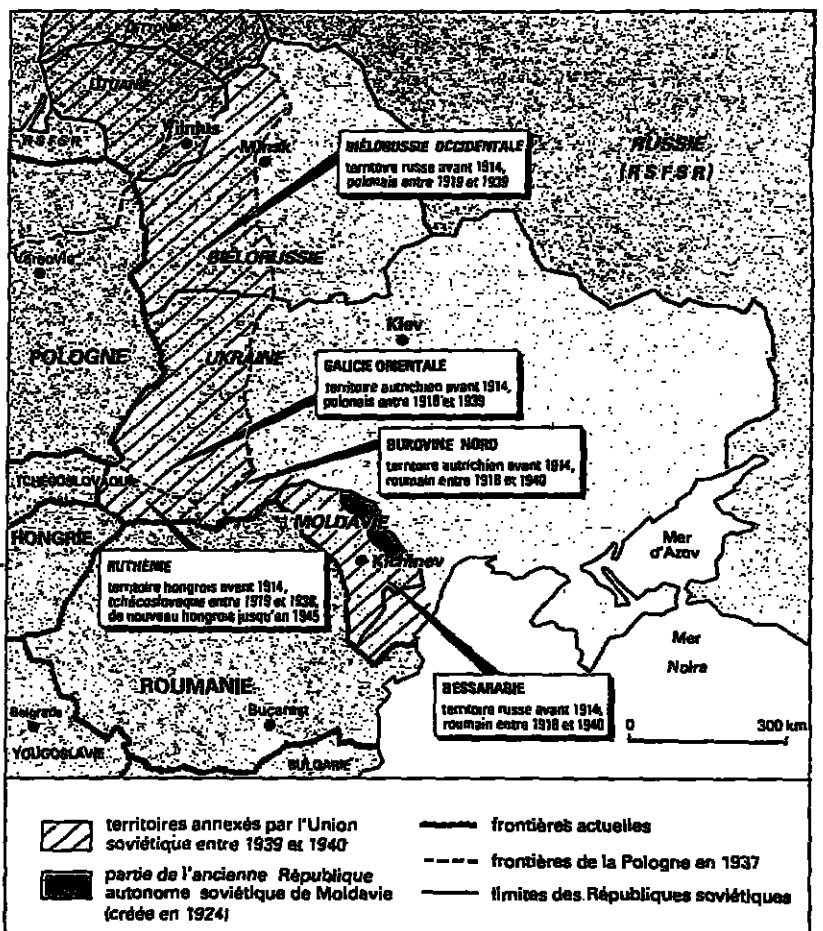 LITUANIE
Vilnius
RSFSR
Minsk
BIÉLORUSSIE OCCIDENTALE
territoire russe avant 1914,
polonais entre 1919 et 1939
RUSSIE
(RSFSR)
Varsovie
BIÉLORUSSIE
Kiev
POLOGNE
UKRAINE
GALICIE ORIENTALE
territoire autrichien avant 1914,
polonais entre 1918 et 1939
BUKOVINE NORD
territoire autrichien avant 1914,
roumain entre 1918 et 1940
TCHÉCOSLOVAQUIE
HONGRIE
MOLDAVIE
Kichinev
Mer
d'Azov
RUTHÉNIE
territoire hongrois avant 1914,
tchécoslovaque entre 1919 et 1938,
de nouveau hongrois jusqu'en 1945
Mer
Noire
ROUMANIE
BESSARABIE
territoire russe avant 1914,
roumain entre 1918 et 1940
0 300 km
Belgrade
Bucarest
YOUGOSLAVIE
BULGARIE
territoires annexés par l'Union
soviétique entre 1939 et 1940
partie de l'ancienne République
autonome soviétique de Moldavie
(créée en 1924)
frontières actuelles
frontières de la Pologne en 1937
limites des Républiques soviétiques